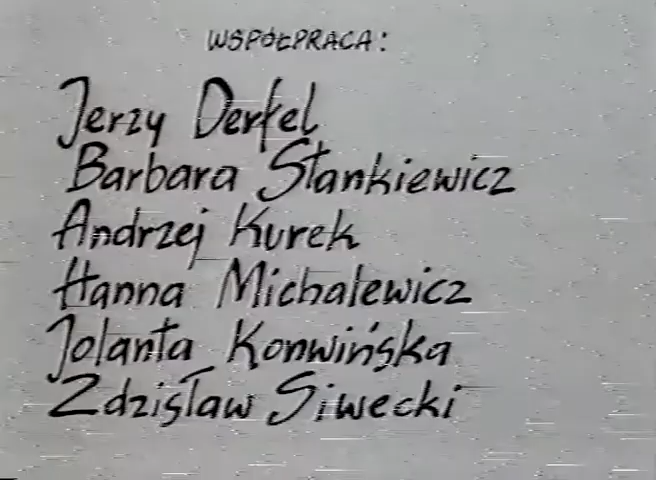 WSPÓŁPRACA:
Jerzy Derfel
Barbara Stankiewicz
Andrzej Kurek
Hanna Michalewicz
Jolanta Konwińska
Zdzisław Siwecki